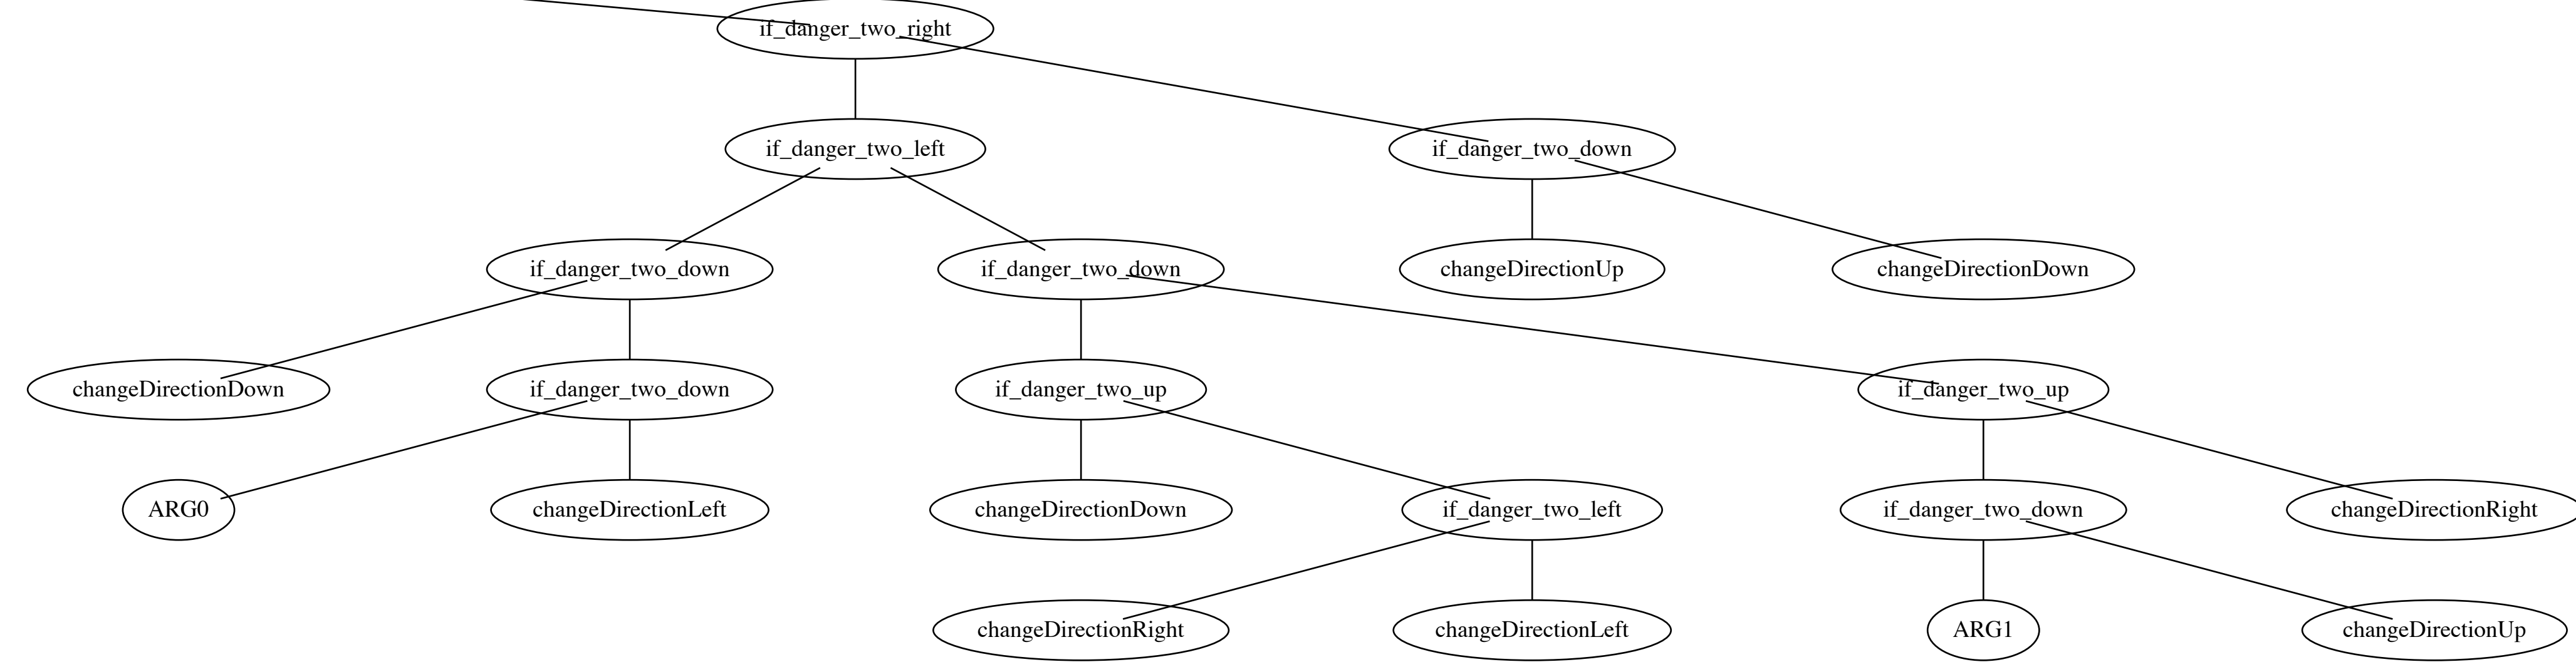 if_danger_two_right
if_danger_two_left
if_danger_two_down
if_danger_two_down
if_danger_two_down
changeDirectionUp
changeDirectionDown
changeDirectionDown
if_danger_two_down
if_danger_two_up
if_danger_two_up
ARG0
changeDirectionLeft
changeDirectionDown
if_danger_two_left
if_danger_two_down
changeDirectionRight
changeDirectionRight
changeDirectionLeft
ARG1
changeDirectionUp